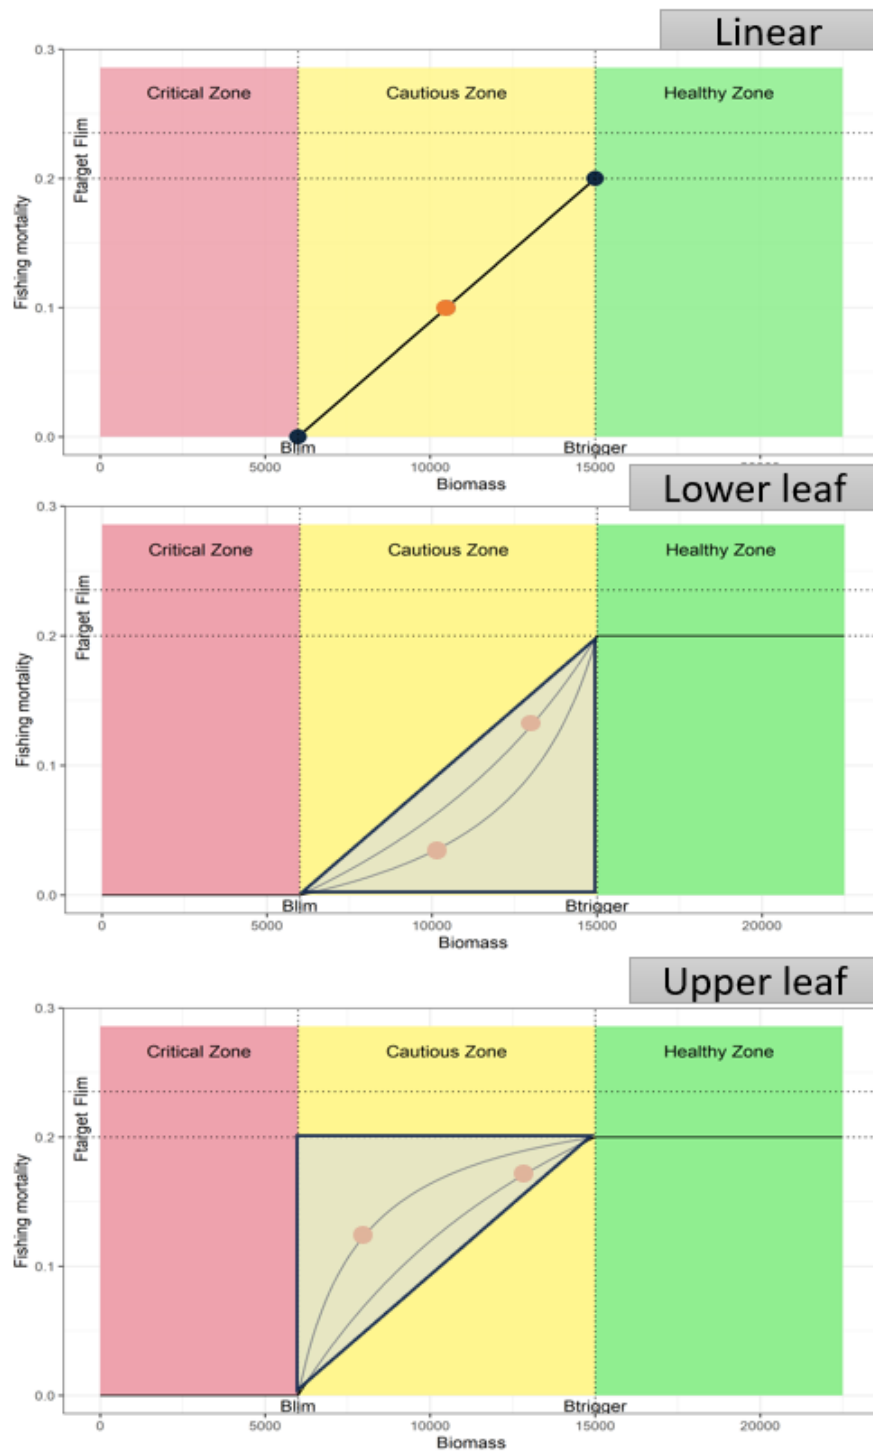 Linear
0.3
Critical Zone
Cautious Zone
Healthy Zone
Ftarget Flim
0.2
Fishing mortality
0.1
0.0
Blim
Btrigger
0
5000
10000
15000
20000
Biomass
Lower leaf
0.3
Critical Zone
Cautious Zone
Healthy Zone
Ftarget Flim
0.2
Fishing mortality
0.1
0.0
Blim
Btrigger
0
5000
10000
15000
20000
Biomass
Upper leaf
0.3
Critical Zone
Cautious Zone
Healthy Zone
Ftarget Flim
0.2
Fishing mortality
0.1
0.0
Blim
Btrigger
0
5000
10000
15000
20000
Biomass